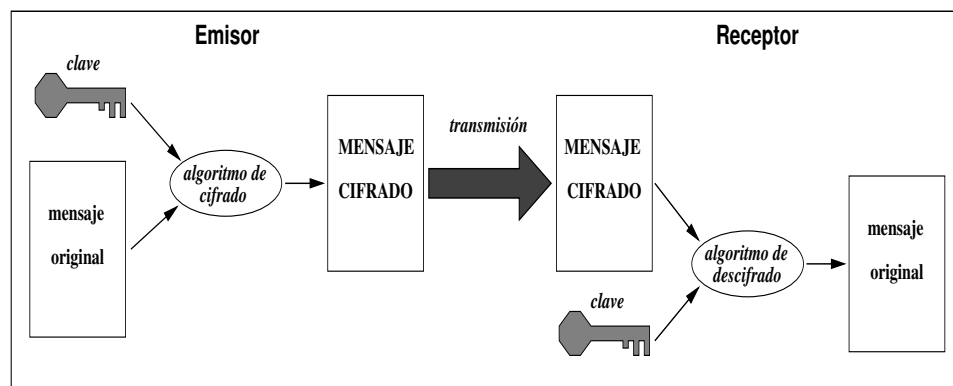 Emisor
clave
mensaje
original
algoritmo de
cifrado
MENSAJE
CIFRADO
transmisión
Receptor
MENSAJE
CIFRADO
clave
algoritmo de
descifrado
mensaje
original